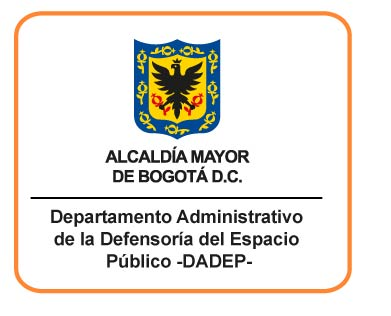 ALCALDÍA MAYOR
DE BOGOTÁ D.C.
Departamento Administrativo
de la Defensoría del Espacio
Público -DADEP-